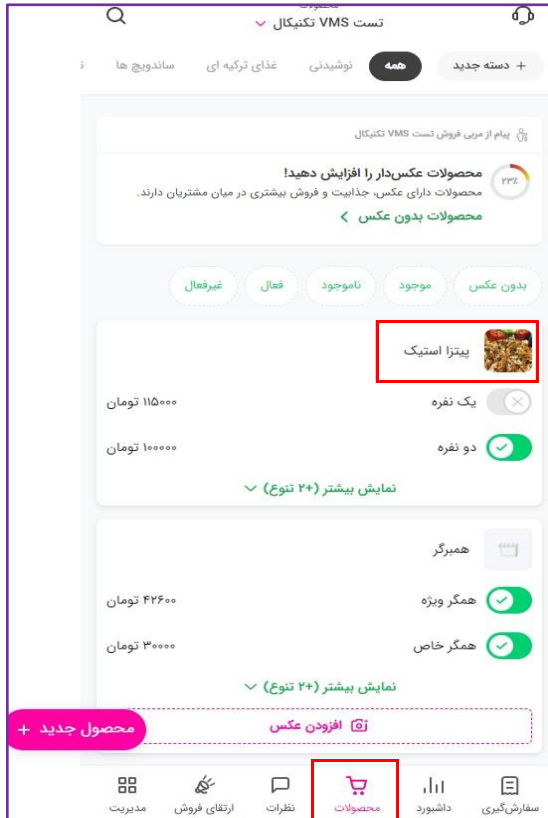 محصولات
تست VMS تکنیکال
+ دسته جدید
همه
نوشیدنی
غذای ترکیه ای
ساندویچ ها
پیام از مربی فروش تست VMS تکنیکال
۲۳٪
محصولات عکس‌دار را افزایش دهید!
محصولات دارای عکس، جذابیت و فروش بیشتری در میان مشتریان دارند.
محصولات بدون عکس
بدون عکس
موجود
ناموجود
فعال
غیرفعال
پیتزا استیک
یک نفره
۱۱۵۰۰۰ تومان
دو نفره
۱۰۰۰۰۰ تومان
نمایش بیشتر (+۲ تنوع)
همبرگر
همگر ویژه
۴۲۶۰۰ تومان
همگر خاص
۳۰۰۰۰ تومان
نمایش بیشتر (+۲ تنوع)
افزودن عکس
محصول جدید +
سفارش‌گیری
داشبورد
محصولات
نظرات
ارتقای فروش
مدیریت